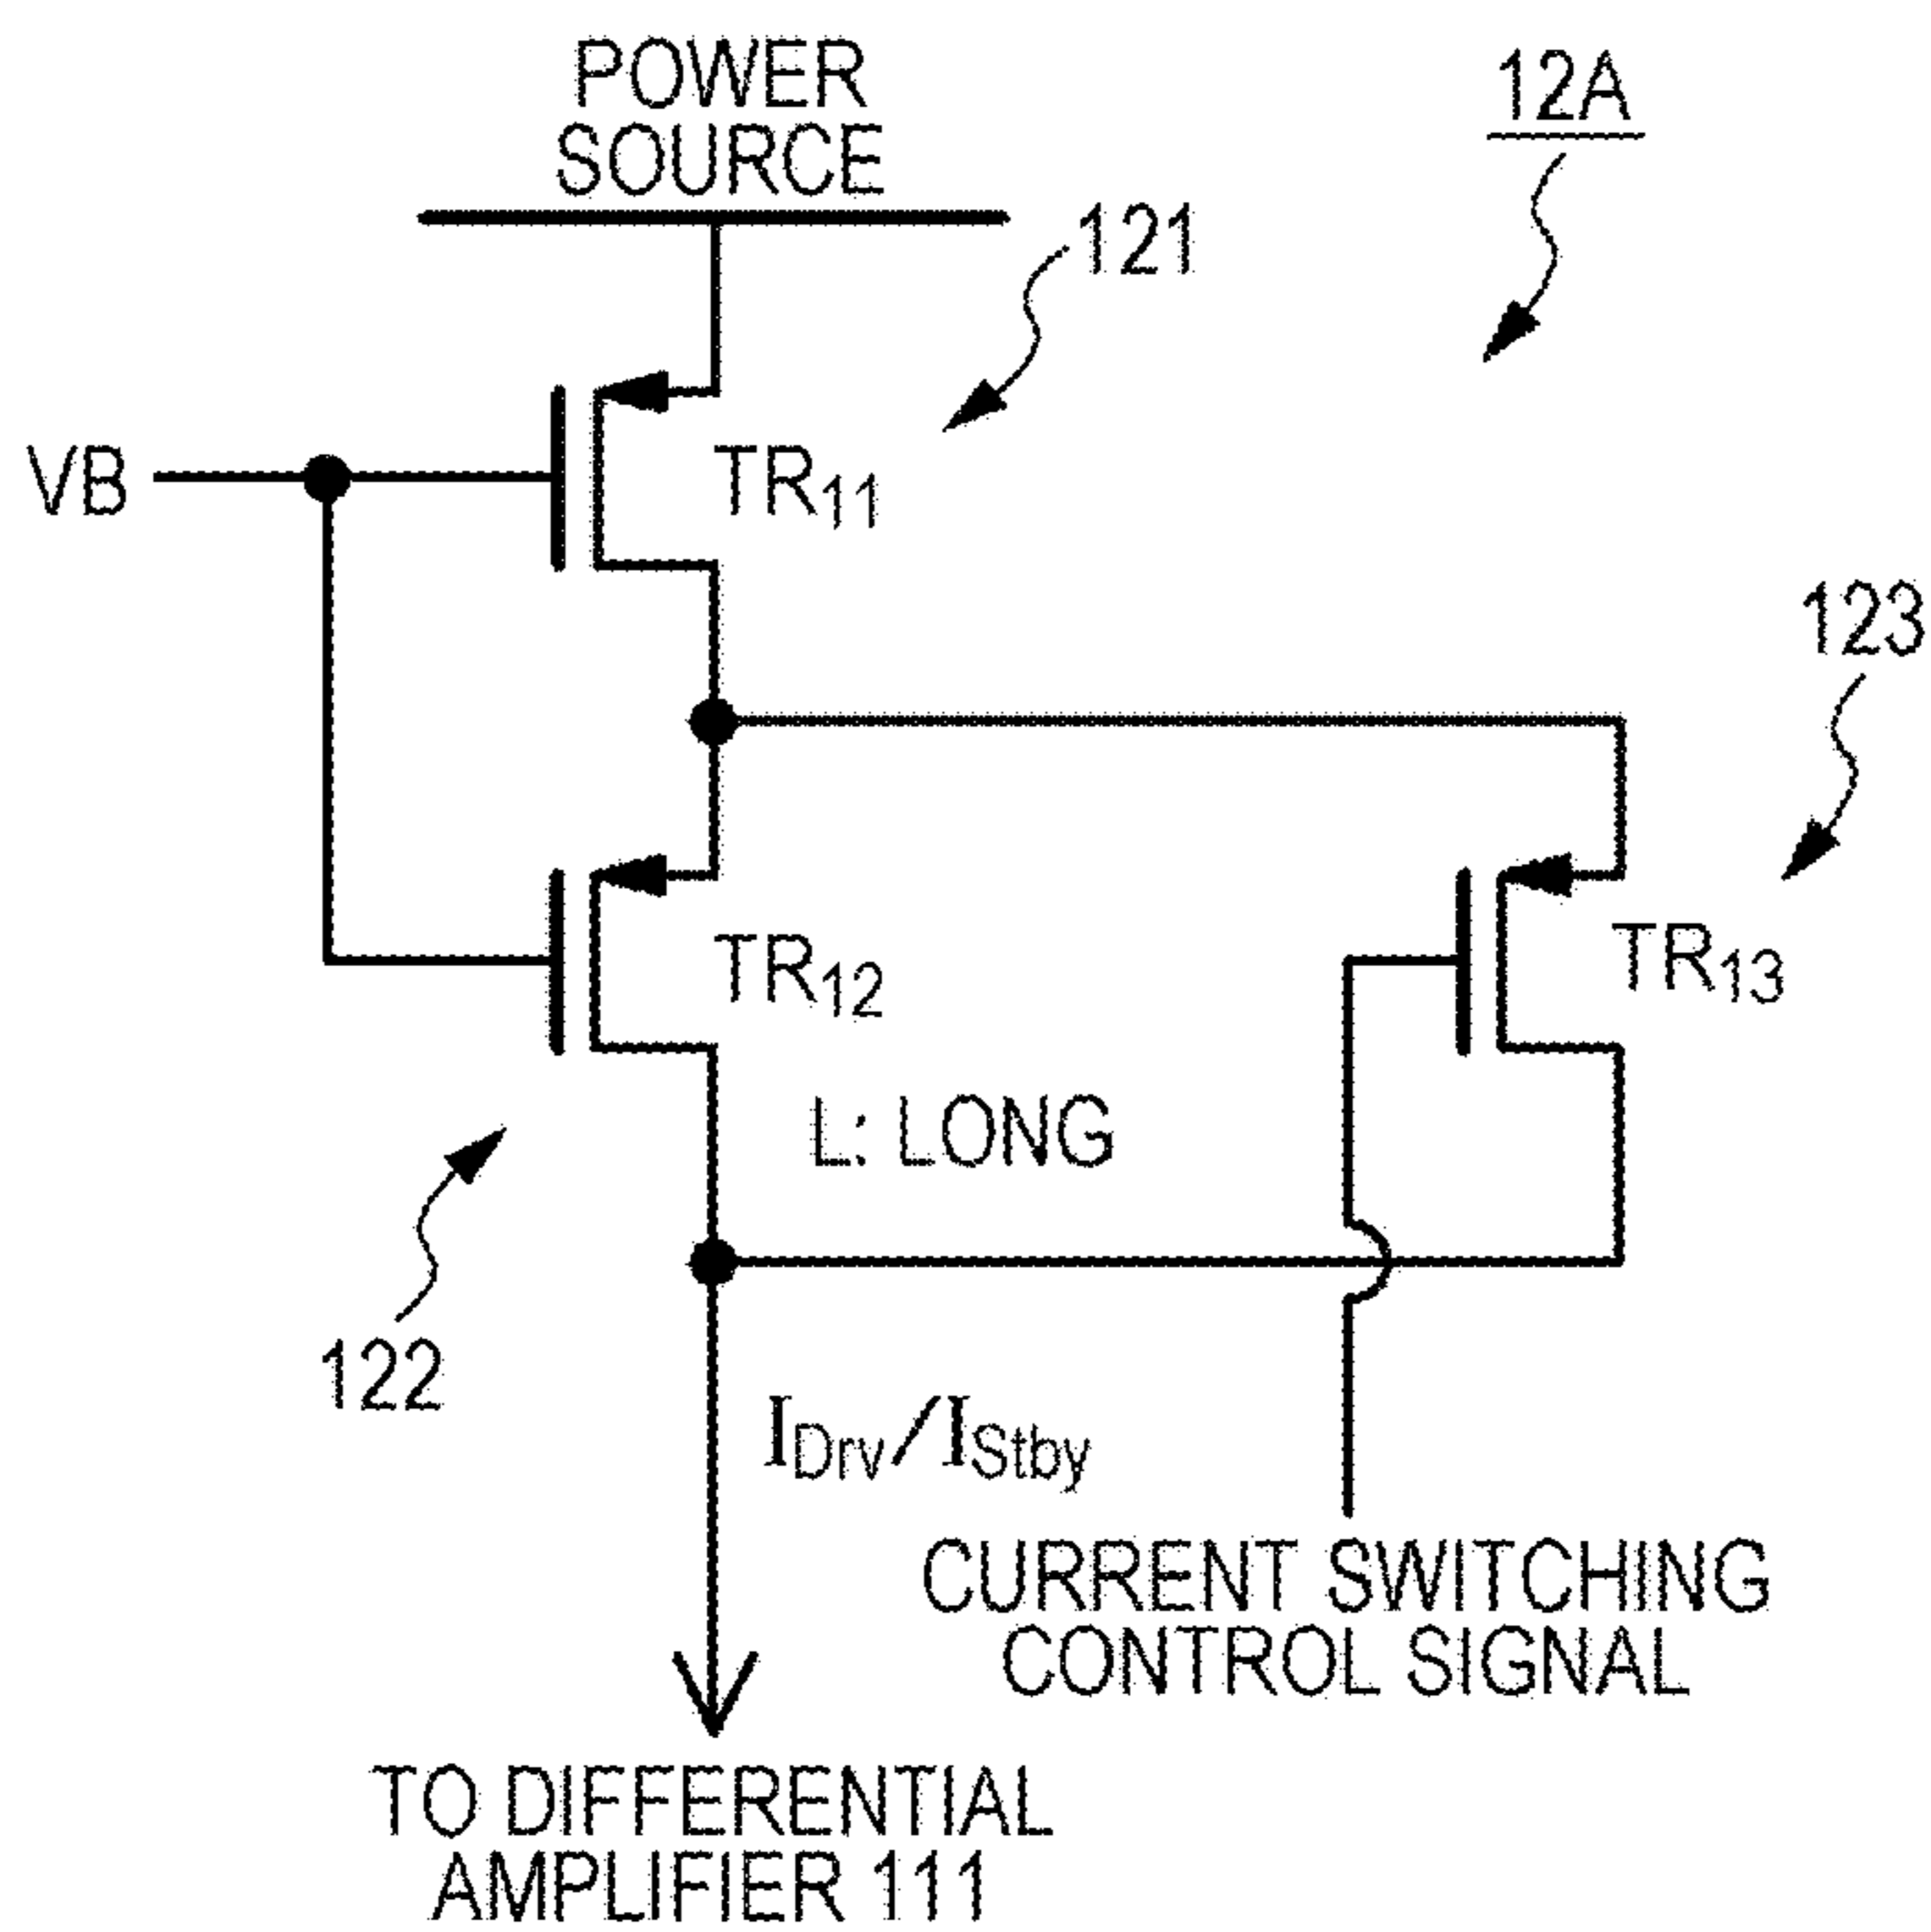 POWER
SOURCE
12A
121
VB
TR11
123
TR12
TR13
L: LONG
122
IDrv/IStby
CURRENT SWITCHING
CONTROL SIGNAL
TO DIFFERENTIAL
AMPLIFIER 111